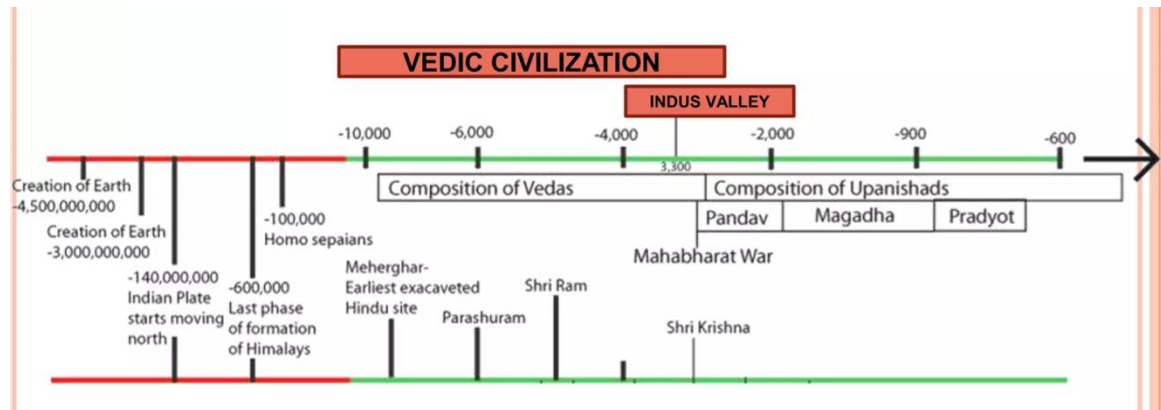 VEDIC CIVILIZATION
INDUS VALLEY
-10,000
-6,000
-4,000
-2,000
-900
-600
3,300
Creation of Earth
-4,500,000,000
Creation of Earth
-3,000,000,000
-140,000,000
Indian Plate
starts moving
north
-600,000
Last phase
of formation
of Himalays
-100,000
Homo sepaians
Composition of Vedas
Composition of Upanishads
Pandav
Magadha
Pradyot
Mahabharat War
Meherghar-
Earliest exacaveted
Hindu site
Parashuram
Shri Ram
Shri Krishna